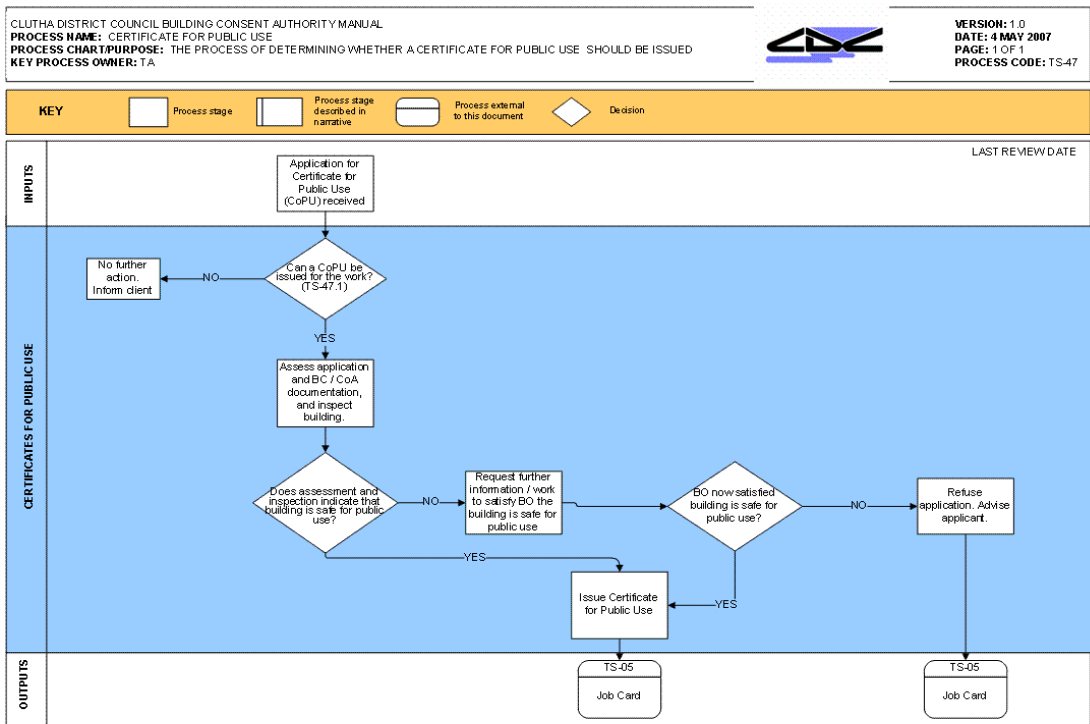 CLUTHA DISTRICT COUNCIL BUILDING CONSENT AUTHORITY MANUAL
PROCESS NAME: CERTIFICATE FOR PUBLIC USE
PROCESS CHART/PURPOSE: THE PROCESS OF DETERMINING WHETHER A CERTIFICATE FOR PUBLIC USE SHOULD BE ISSUED
KEY PROCESS OWNER: TA
CDC
VERSION: 1.0
DATE: 4 MAY 2007
PAGE: 1 OF 1
PROCESS CODE: TS-47
KEY
Process stage
Process stage
described in
narrative
Process external
to this document
Decision
LAST REVIEW DATE
INPUTS
Application for
Certificate for
Public Use
(CoPU) received
CERTIFICATES FOR PUBLIC USE
Can a CoPU be
issued for the work?
(TS-47.1)
NO
No further
action.
Inform client
YES
Assess application
and BC / CoA
documentation,
and inspect
building.
Does assessment and
inspection indicate that
building is safe for public
use?
NO
Request further
information / work
to satisfy BO the
building is safe for
public use
BO now satisfied
building is safe for
public use?
NO
Refuse
application. Advise
applicant.
YES
YES
Issue Certificate
for Public Use
OUTPUTS
TS-05
Job Card
TS-05
Job Card